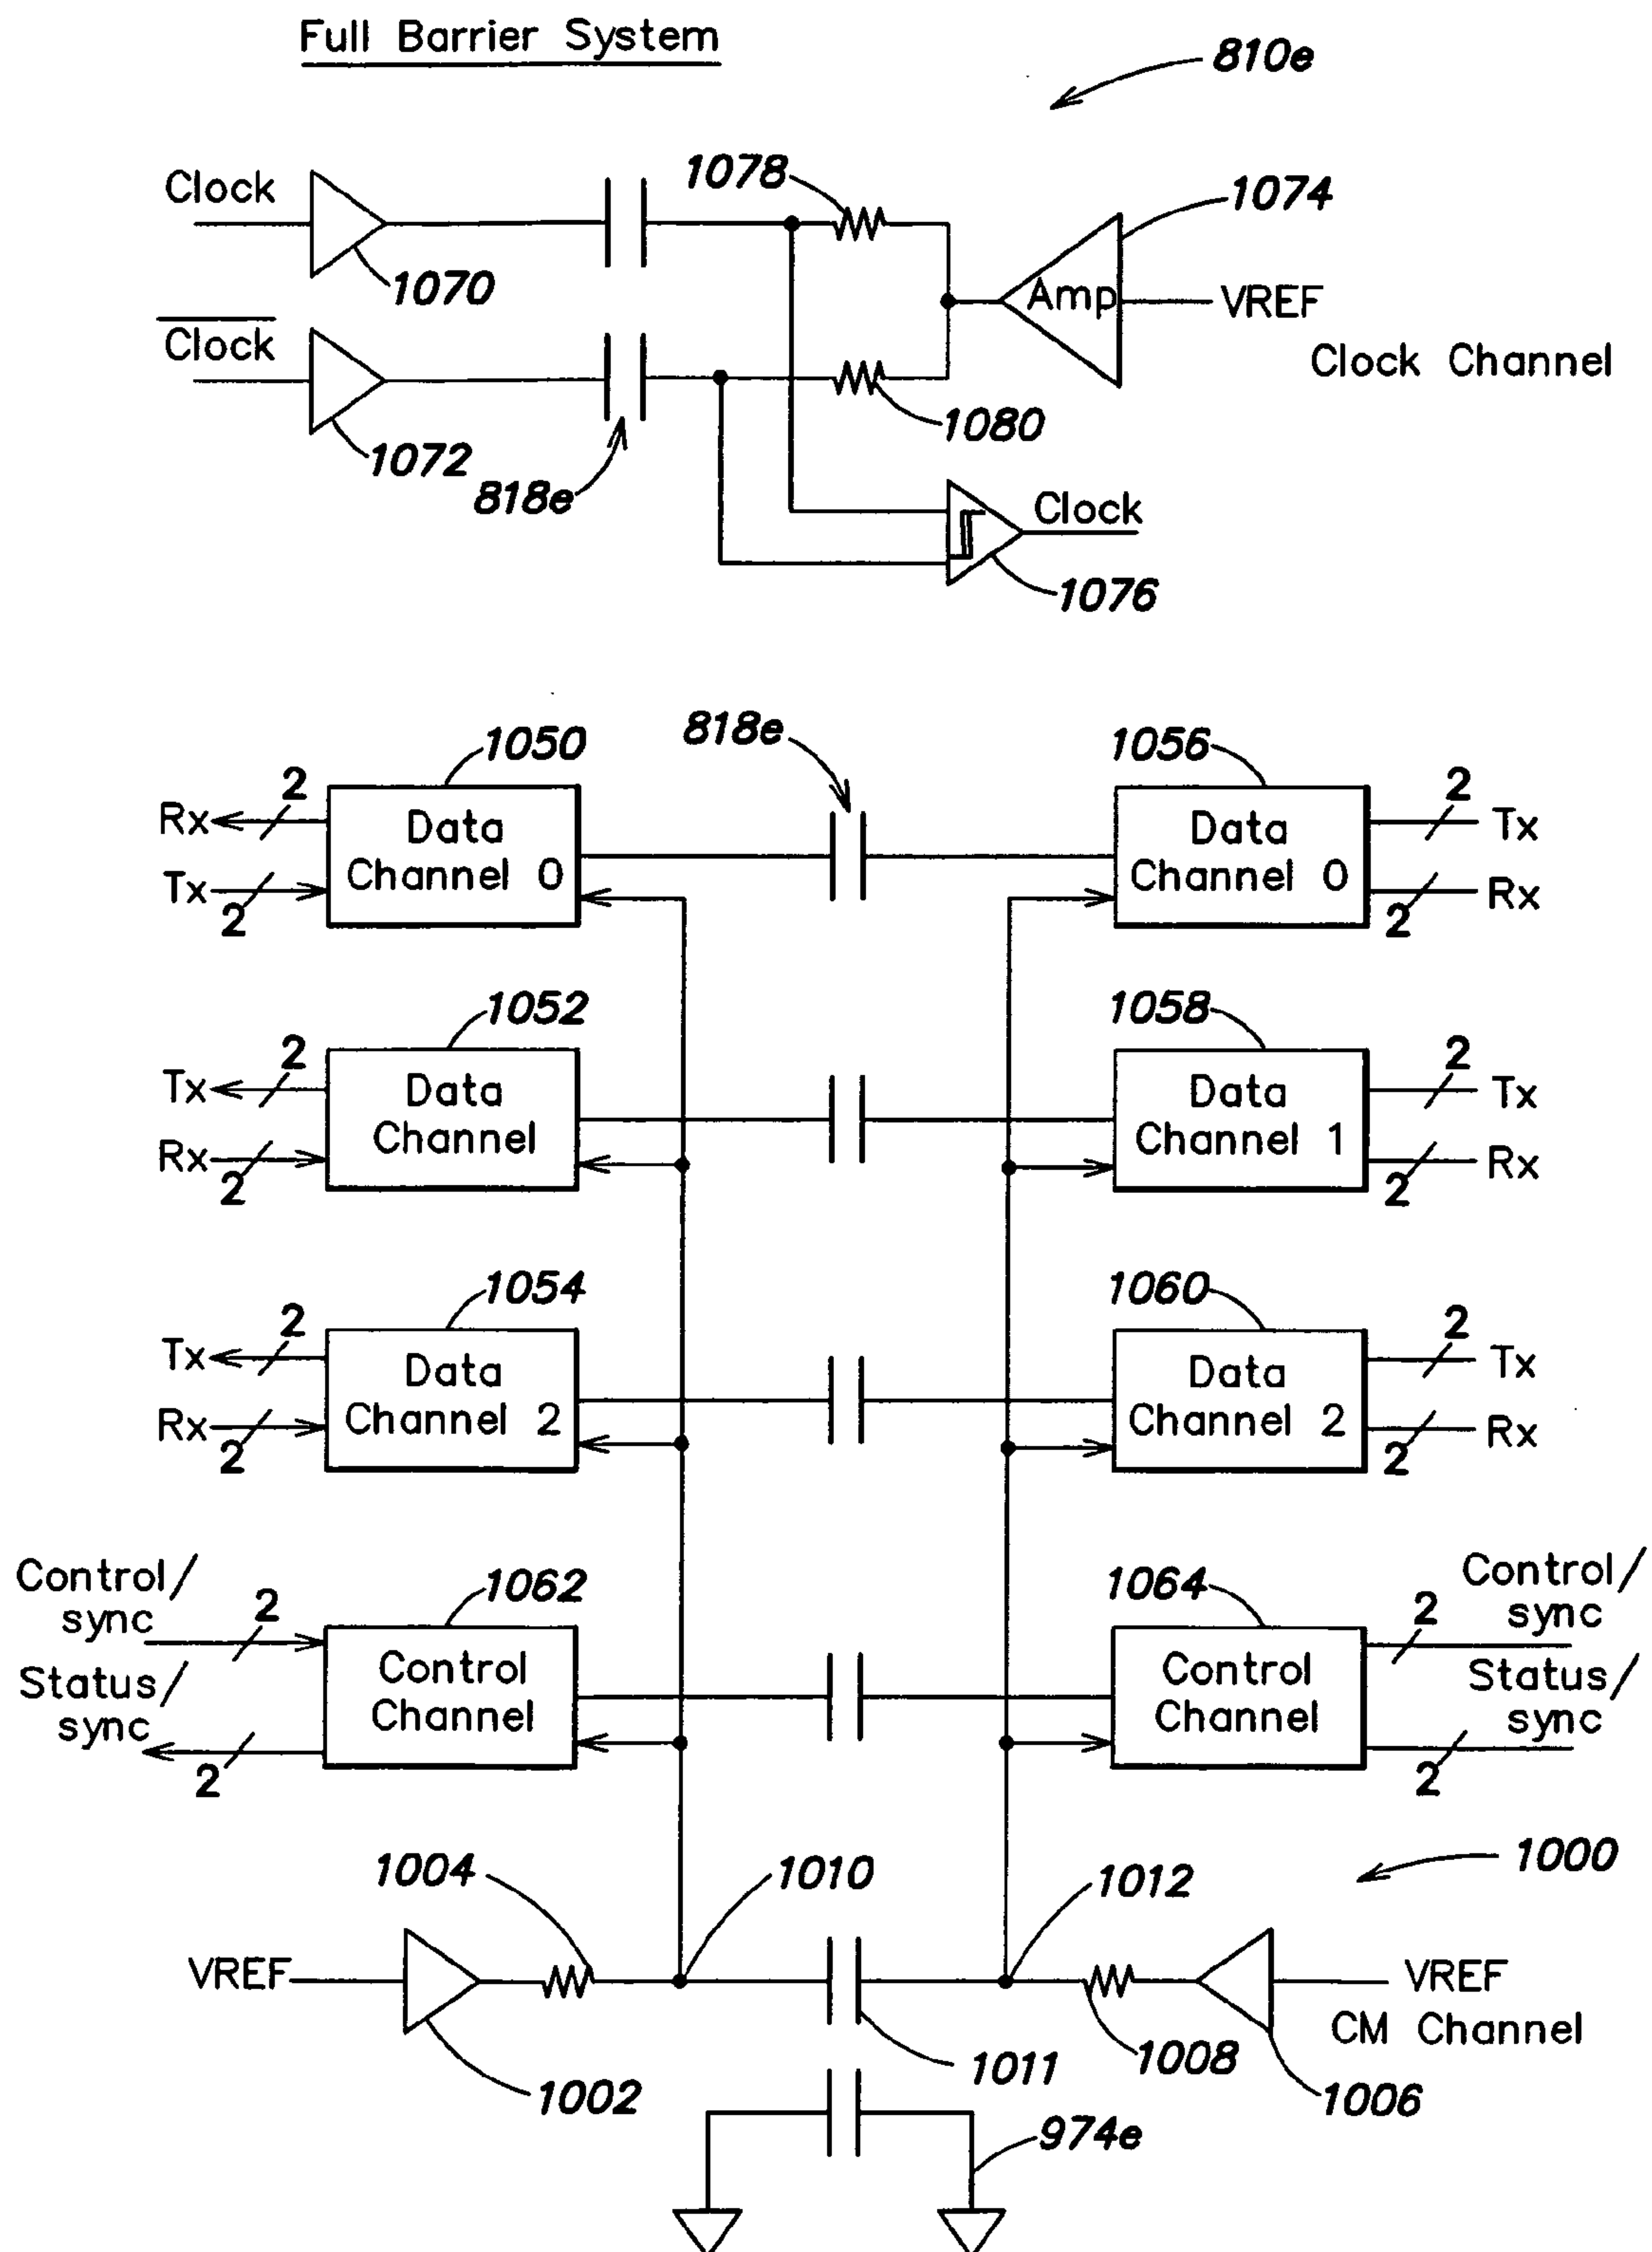 Full Barrier System
810e
Clock
1078
1074
1070
Amp
VREF
Clock
Clock Channel
1072
818e
1080
Clock
1076
818e
1050
1056
Rx
2
Data
Channel 0
Data
Channel 0
2
Tx
Tx
2
2
Rx
1052
1058
Tx
2
Data
Channel
Data
Channel 1
2
Tx
Rx
2
2
Rx
1054
1060
Tx
2
Data
Channel 2
Data
Channel 2
2
Tx
Rx
2
2
Rx
Control/
sync
2
1062
1064
2
Control/
sync
Control
Channel
Control
Channel
Status/
sync
2
Status/
sync
2
1004
1010
1012
1000
VREF
VREF
CM Channel
1002
1011
1008
1006
974e